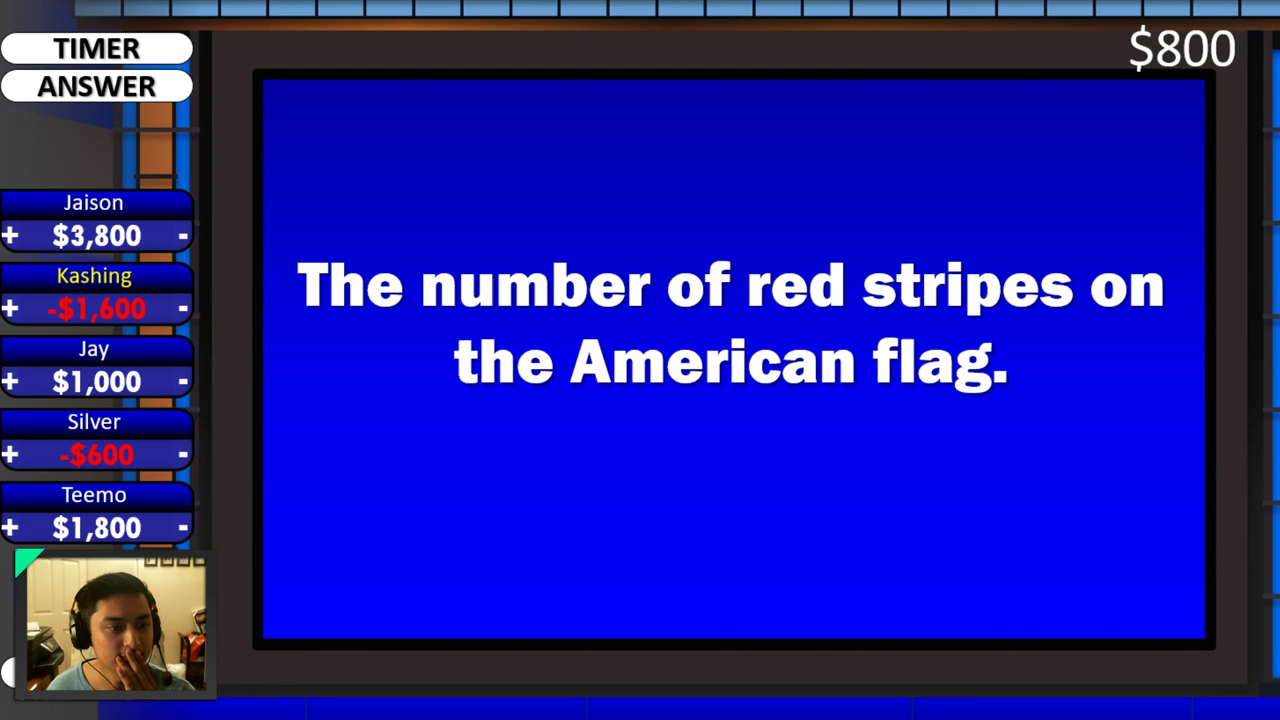 $800
TIMER
ANSWER
Jaison
+ $3,800 -
Kashing
+ -$1,600 -
Jay
+ $1,000 -
Silver
+ -$600 -
Teemo
+ $1,800 -
The number of red stripes on
the American flag.